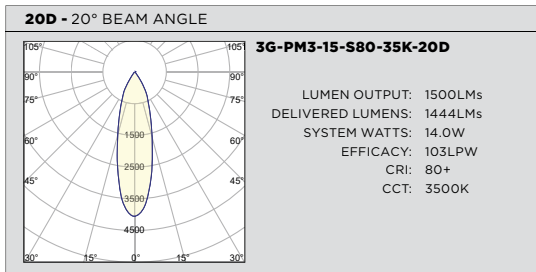 20D - 20° BEAM ANGLE
3G-PM3-15-S80-35K-20D
LUMEN OUTPUT: 1500LMs
DELIVERED LUMENS: 1444LMs
SYSTEM WATTS: 14.0W
EFFICACY: 103LPW
CRI: 80+
CCT: 3500K
105° 105°
90° 90°
75° 75°
60° 60°
45° 45°
1500
2500
3500
4500
30° 15° 0° 15° 30°